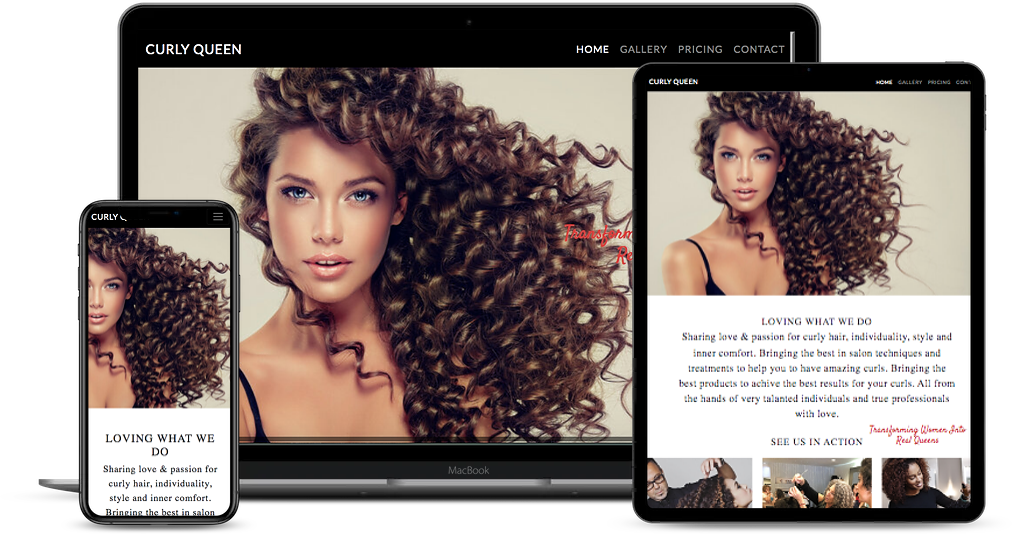 CURLY QUEEN
HOME GALLERY PRICING CONTACT
Transform
Re
MacBook
CURLY QUEEN
HOME GALLERY PRICING CONT
LOVING WHAT WE DO
Sharing love & passion for curly hair, individuality, style and
inner comfort. Bringing the best in salon techniques and
treatments to help you to have amazing curls. Bringing the
best products to achive the best results for your curls. All from
the hands of very talanted individuals and true professionals
with love.
Transforming Women Into
Real Queens
SEE US IN ACTION
CURLY
LOVING WHAT WE
DO
Sharing love & passion for
curly hair, individuality,
style and inner comfort.
Bringing the best in salon